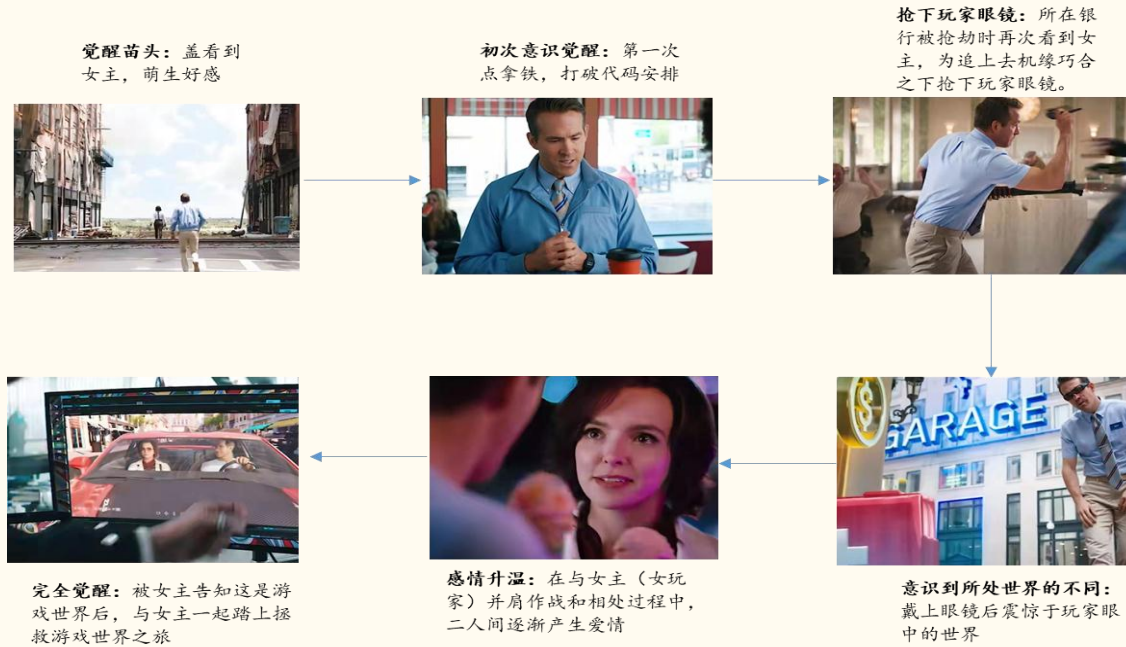 觉醒苗头：盖看到
女主，萌生好感
初次意识觉醒：第一次
点拿铁，打破代码安排
抢下玩家眼镜：所在银
行被抢劫时再次看到女
主，为追上去机缘巧合
之下抢下玩家眼镜。
GARAGE
意识到所处世界的不同：
戴上眼镜后震惊于玩家眼
中的世界
感情升温：在与女主（女玩
家）并肩作战和相处过程中，
二人间逐渐产生爱情
完全觉醒：被女主告知这是游
戏世界后，与女主一起踏上拯
救游戏世界之旅